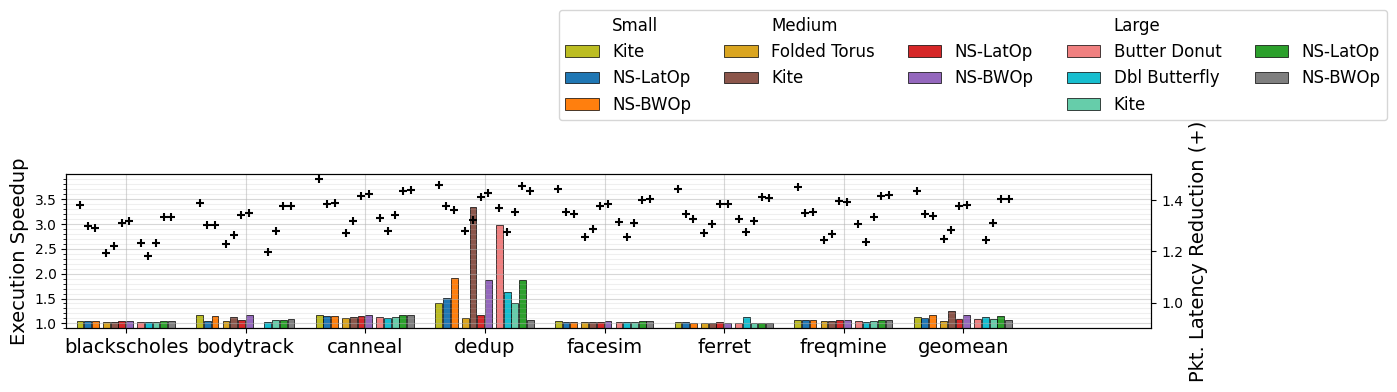 Small Medium Large
Kite Folded Torus NS-LatOp Butter Donut NS-LatOp
NS-LatOp Kite NS-BWOp Dbl Butterfly NS-BWOp
NS-BWOp Kite
Execution Speedup
3.5
3.0
2.5
2.0
1.5
1.0
1.4
1.2
1.0
Pkt. Latency Reduction (+)
blackscholes bodytrack canneal dedup facesim ferret freqmine geomean